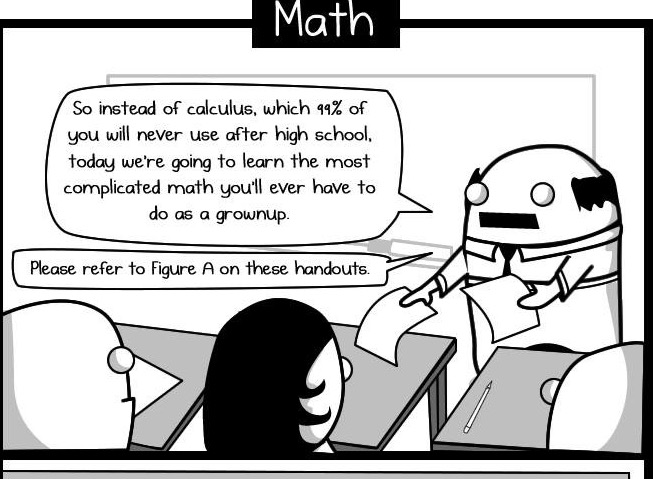 Math
So instead of calculus, which 99% of
you will never use after high school,
today we're going to learn the most
complicated math you'll ever have to
do as a grownup.
Please refer to Figure A on these handouts.